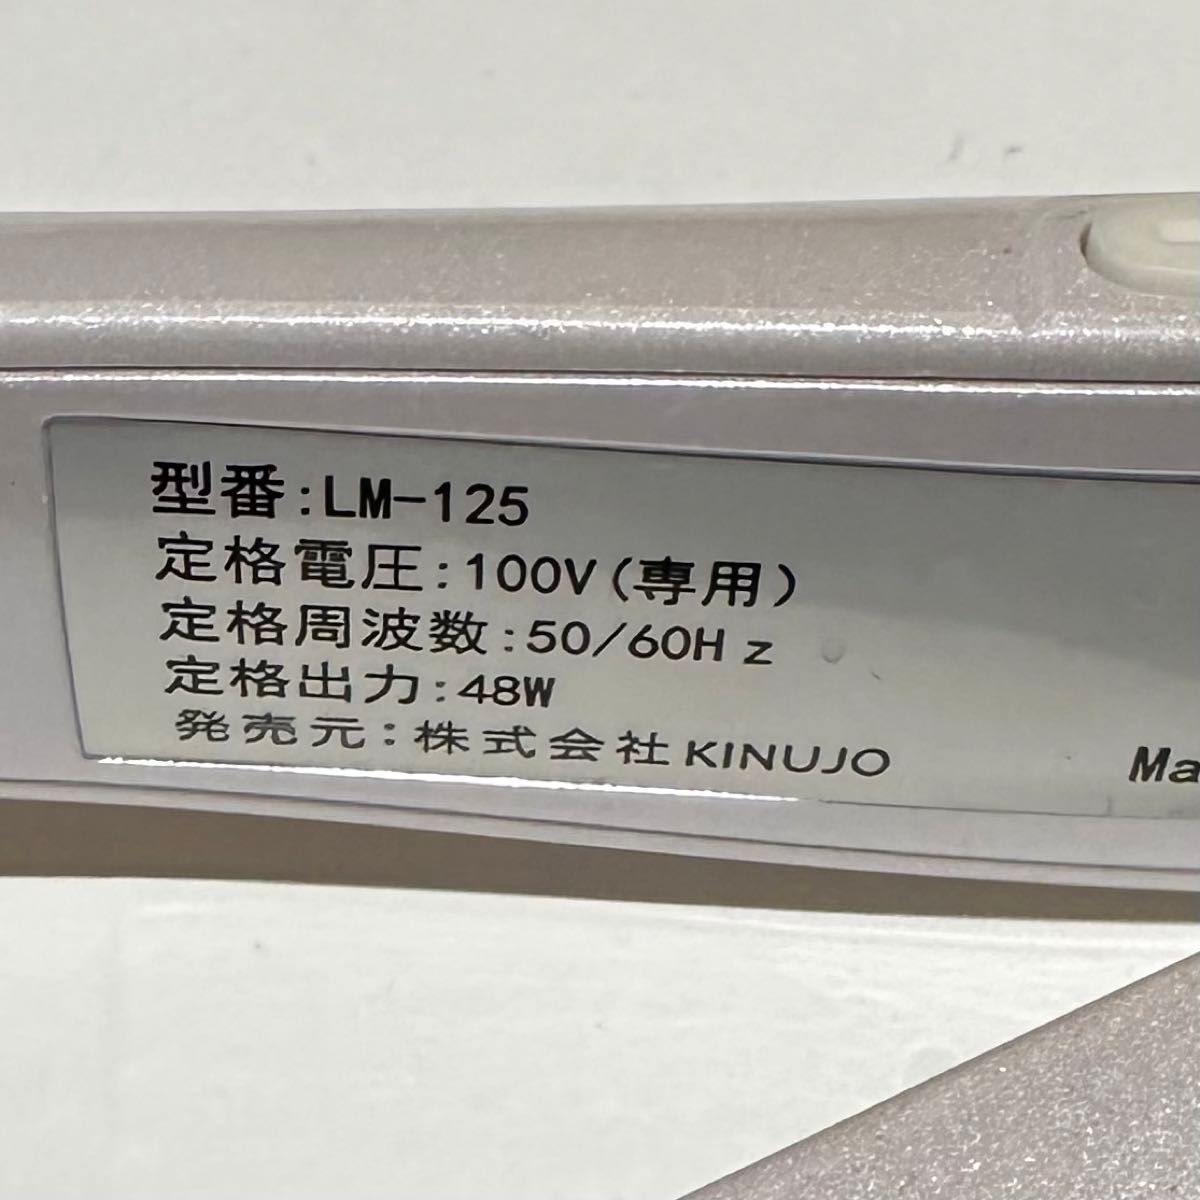 型番:LM-125
定格電圧:100V(専用)
定格周波数:50/60Hz
定格出力:48W
発売元:株式会社KINUJO
Ma